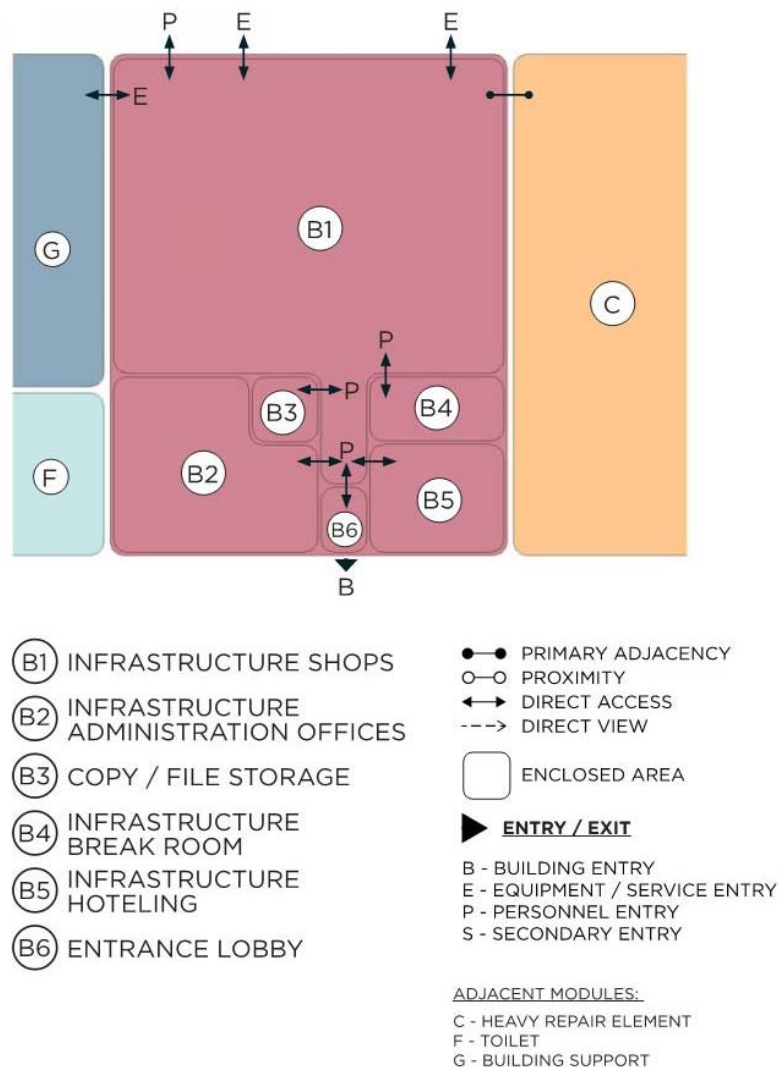 P E E
E
B1
G
C
P
B3
P
B4
B2
P
F
B5
B6
B
B1 INFRASTRUCTURE SHOPS
B2 INFRASTRUCTURE
ADMINISTRATION OFFICES
B3 COPY / FILE STORAGE
B4 INFRASTRUCTURE
BREAK ROOM
B5 INFRASTRUCTURE
HOTELING
B6 ENTRANCE LOBBY
PRIMARY ADJACENCY
PROXIMITY
DIRECT ACCESS
DIRECT VIEW
ENCLOSED AREA
ENTRY / EXIT
B - BUILDING ENTRY
E - EQUIPMENT / SERVICE ENTRY
P - PERSONNEL ENTRY
S - SECONDARY ENTRY
ADJACENT MODULES:
C - HEAVY REPAIR ELEMENT
F - TOILET
G - BUILDING SUPPORT